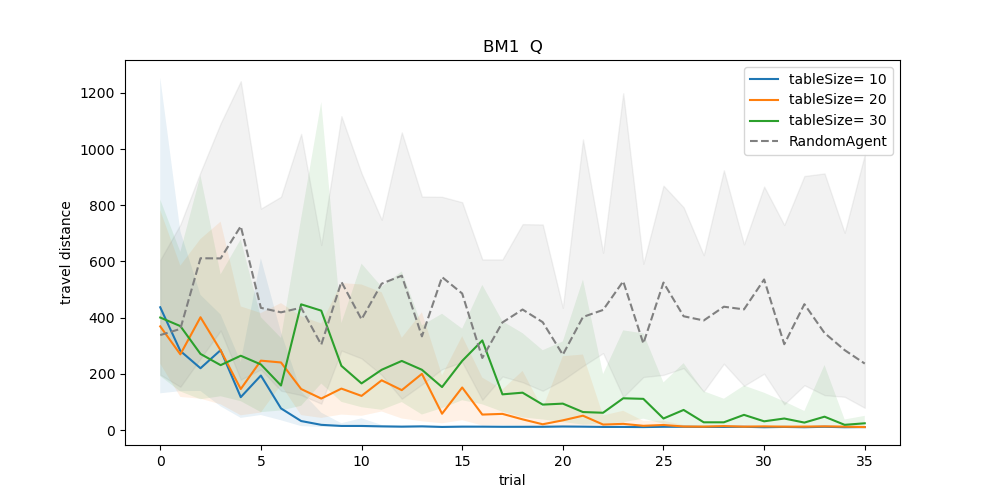 BM1 Q
tableSize= 10
tableSize= 20
tableSize= 30
RandomAgent
travel distance
1200
1000
800
600
400
200
0
0 5 10 15 20 25 30 35
trial